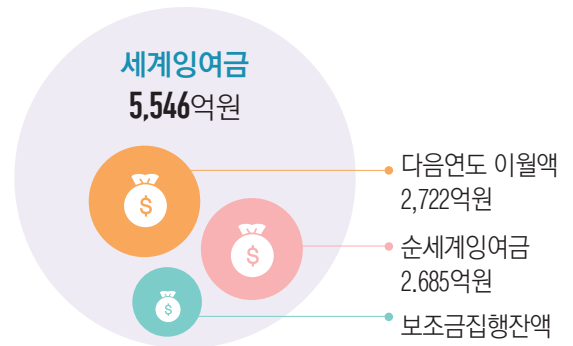 세계잉여금
5,546억원
다음연도 이월액
2,722억원
순세계잉여금
2.685억원
보조금집행잔액
$
$
$